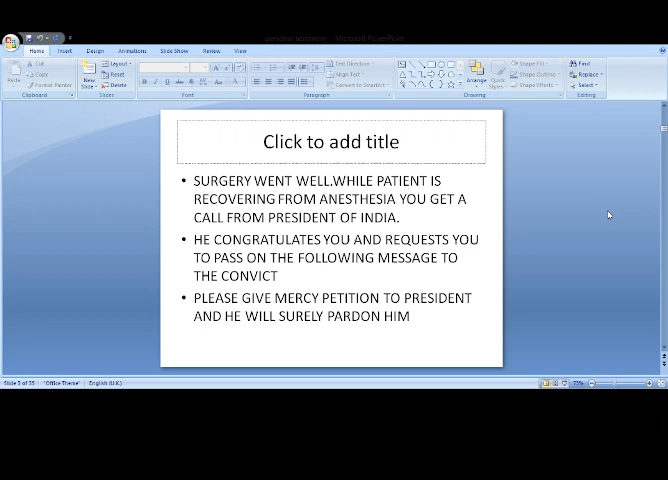 personal testimony - Microsoft PowerPoint
Home Insert Design Animations Slide Show Review View
Cut Layout Text Direction Shape Fill Find
Copy Reset Align Text Shape Outline Replace
Paste Format Painter New Slide Delete Convert to SmartArt Arrange Quick Styles Shape Effects Select
Clipboard Slides Font Paragraph Drawing Editing
Click to add title
• SURGERY WENT WELL.WHILE PATIENT IS
RECOVERING FROM ANESTHESIA YOU GET A
CALL FROM PRESIDENT OF INDIA.
• HE CONGRATULATES YOU AND REQUESTS YOU
TO PASS ON THE FOLLOWING MESSAGE TO
THE CONVICT
• PLEASE GIVE MERCY PETITION TO PRESIDENT
AND HE WILL SURELY PARDON HIM
"Office Theme" English (U.K.) 73%